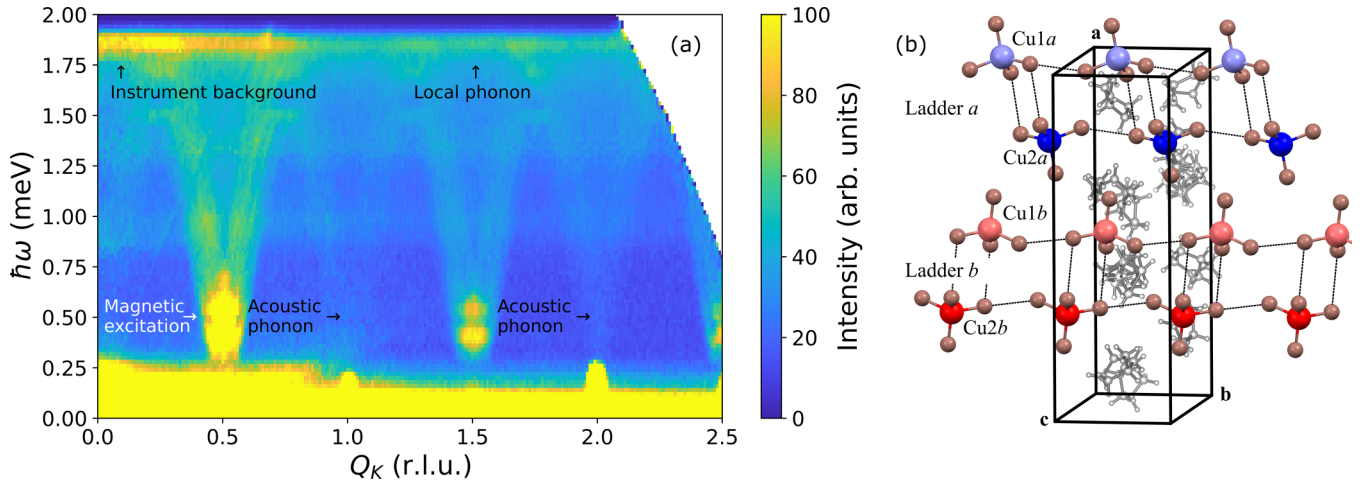 2.00
1.75
1.50
1.25
1.00
0.75
0.50
0.25
0.00
ħω (meV)
(a)
↑
Instrument background
↑
Local phonon
Magnetic →
excitation
Acoustic →
phonon
Acoustic →
phonon
0.0 0.5 1.0 1.5 2.0 2.5
Q_K (r.l.u.)
100
80
60
40
20
0
Intensity (arb. units)
(b)
a
Cu1a
Ladder a
Cu2a
Cu1b
Ladder b
Cu2b
b
c